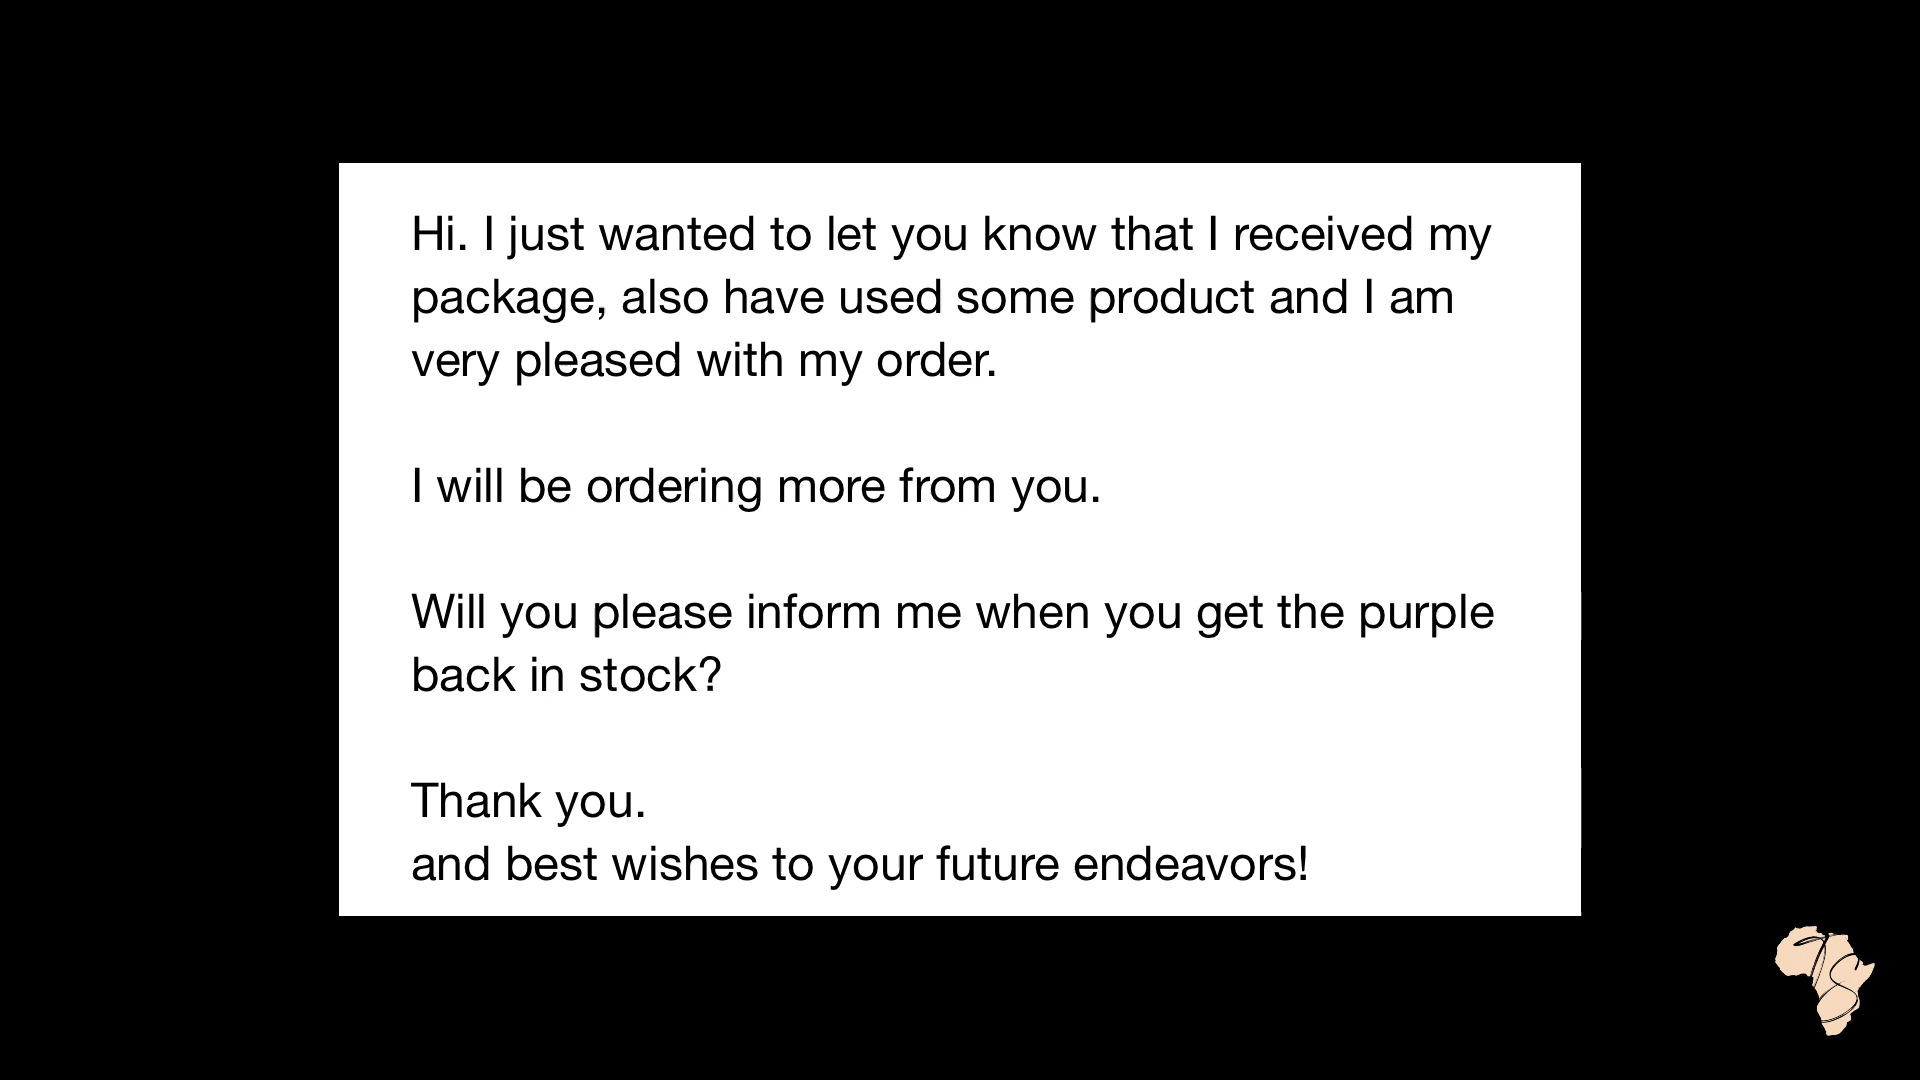 Hi. I just wanted to let you know that I received my
package, also have used some product and I am
very pleased with my order.
I will be ordering more from you.
Will you please inform me when you get the purple
back in stock?
Thank you.
and best wishes to your future endeavors!